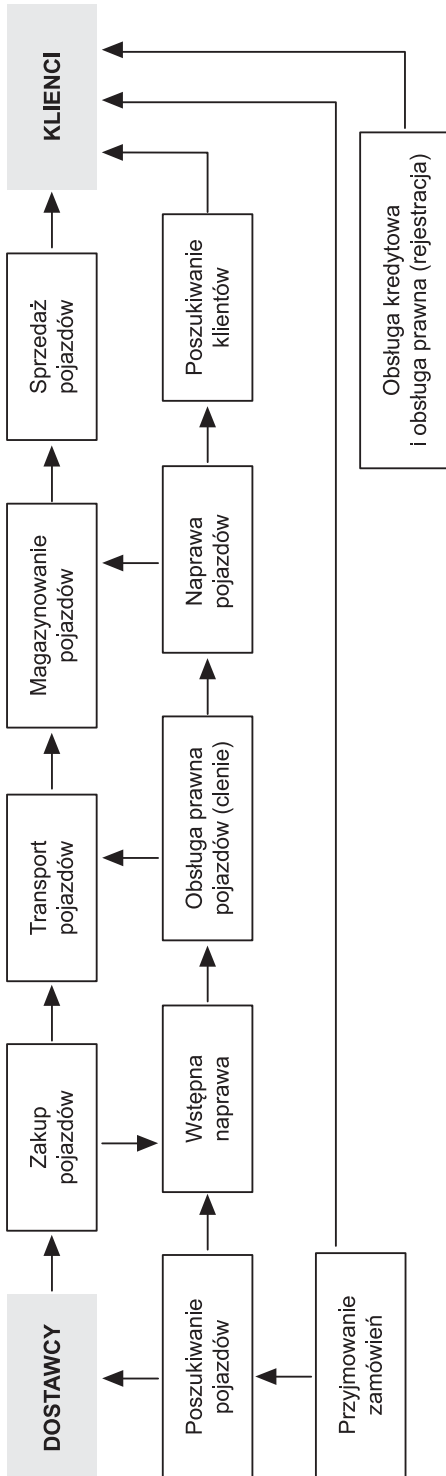 DOSTAWCY
Zakup
pojazdów
Transport
pojazdów
Magazynowanie
pojazdów
Sprzedaż
pojazdów
KLIENCI
Poszukiwanie
pojazdów
Wstępna
naprawa
Obsługa prawna
pojazdów (clenie)
Naprawa
pojazdów
Poszukiwanie
klientów
Przyjmowanie
zamówień
Obsługa kredytowa
i obsługa prawna (rejestracja)